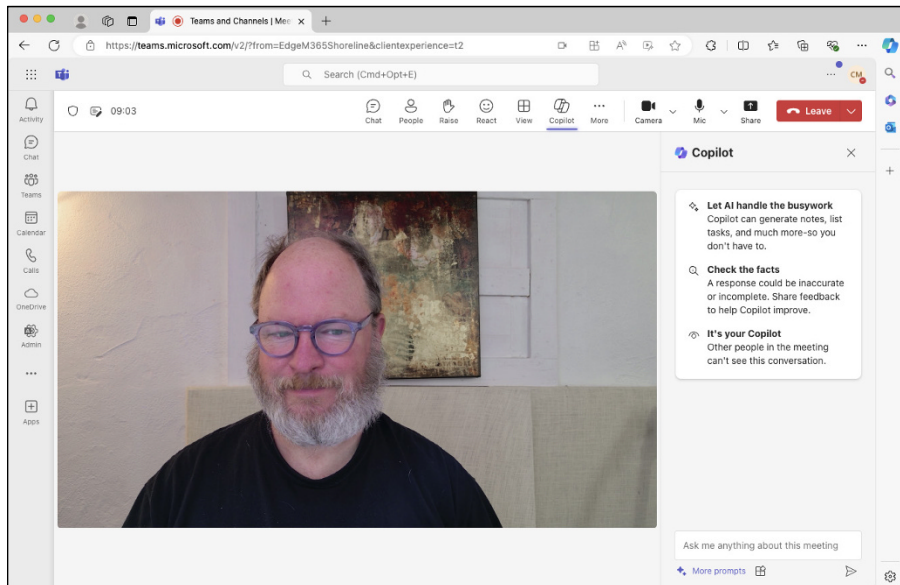 Teams and Channels | Mee
https://teams.microsoft.com/v2/?from=EdgeM365Shoreline&clientexperience=t2
Search (Cmd+Opt+E)
CM
Activity
Chat
Teams
Calendar
Calls
OneDrive
Admin
Apps
09:03
Chat
People
Raise
React
View
Copilot
More
Camera
Mic
Share
Leave
Copilot
Let AI handle the busywork
Copilot can generate notes, list
tasks, and much more-so you
don't have to.
Check the facts
A response could be inaccurate
or incomplete. Share feedback
to help Copilot improve.
It's your Copilot
Other people in the meeting
can't see this conversation.
Ask me anything about this meeting
More prompts